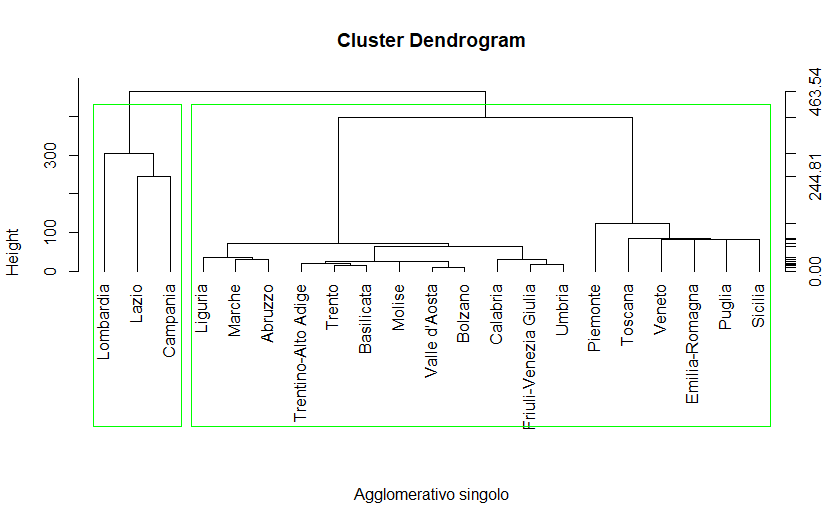 Cluster Dendrogram
Height
0
100
300
0.00
244.81
463.54
Lombardia
Lazio
Campania
Liguria
Marche
Abruzzo
Trentino-Alto Adige
Trento
Basilicata
Molise
Valle d'Aosta
Bolzano
Calabria
Friuli-Venezia Giulia
Umbria
Piemonte
Toscana
Veneto
Emilia-Romagna
Puglia
Sicilia
Agglomerativo singolo